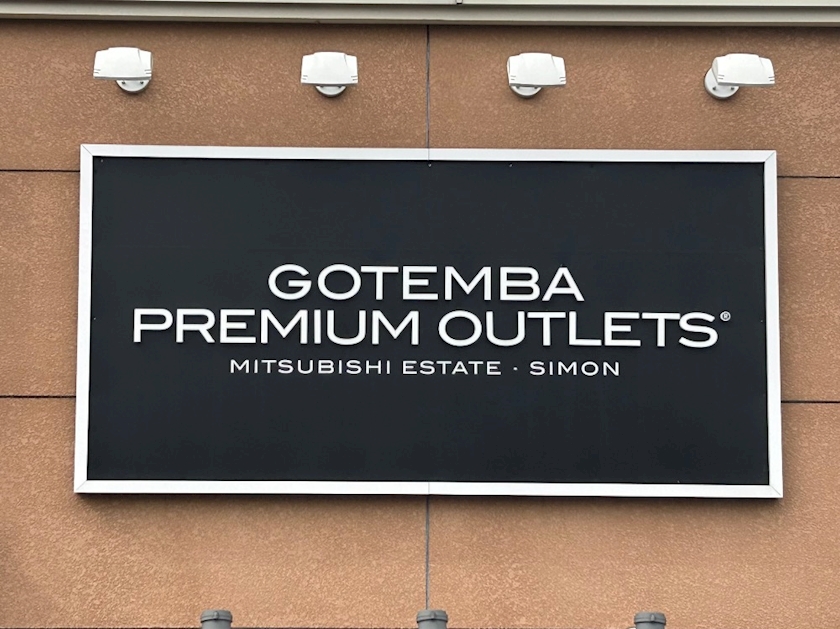 GOTEMBA
PREMIUM OUTLETS®
MITSUBISHI ESTATE · SIMON